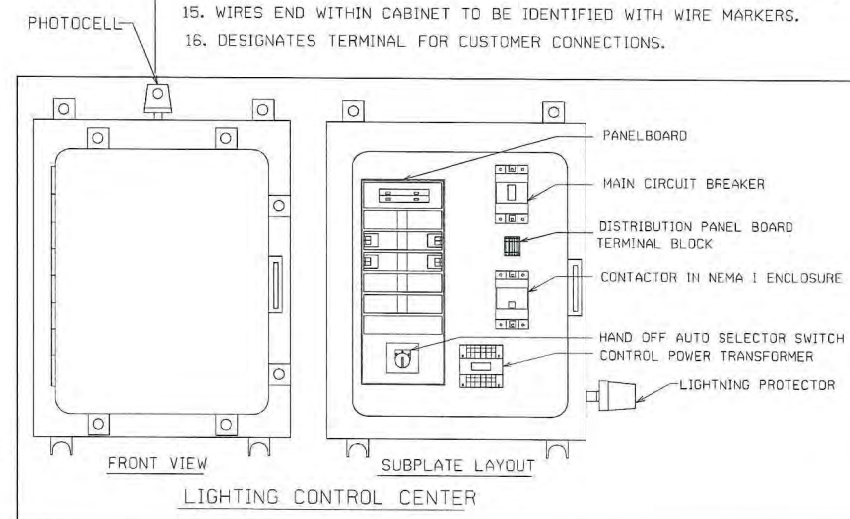 15. WIRES END WITHIN CABINET TO BE IDENTIFIED WITH WIRE MARKERS.
PHOTOCELL
16. DESIGNATES TERMINAL FOR CUSTOMER CONNECTIONS.
PANELBOARD
MAIN CIRCUIT BREAKER
DISTRIBUTION PANEL BOARD
TERMINAL BLOCK
CONTACTOR IN NEMA I ENCLOSURE
HAND OFF AUTO SELECTOR SWITCH
CONTROL POWER TRANSFORMER
LIGHTNING PROTECTOR
FRONT VIEW
SUBPLATE LAYOUT
LIGHTING CONTROL CENTER